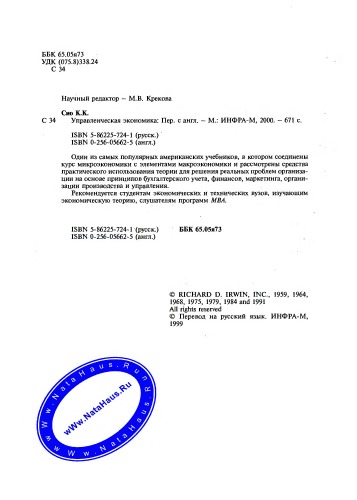 ББК 65.05я73
УДК (075.8)338.24
С 34
Научный редактор – М.В. Крекова
Сио К.К.
С 34 Управленческая экономика: Пер. с англ. – М.: ИНФРА-М, 2000. – 671 с.
ISBN 5-86225-724-1 (русск.)
ISBN 0-256-05662-5 (англ.)
Один из самых популярных американских учебников, в котором соединены
курс микроэкономики с элементами макроэкономики и рассмотрены средства
практического использования теории для решения реальных проблем организа-
ции на основе принципов бухгалтерского учета, финансов, маркетинга, органи-
зации производства и управления.
Рекомендуется студентам экономических и технических вузов, изучающим
экономическую теорию, слушателям программ МВА.
ISBN 5-86225-724-1 (русск.) ББК 65.05я73
ISBN 0-256-05662-5 (англ.)
© RICHARD D. IRWIN, INC., 1959, 1964,
1968, 1975, 1979, 1984 and 1991
All rights reserved
© Перевод на русский язык. ИНФРА-М,
1999
wWw.NataHaus.RuRu
wWw.NataHaus.Ru
wWw.NataHaus.Ru